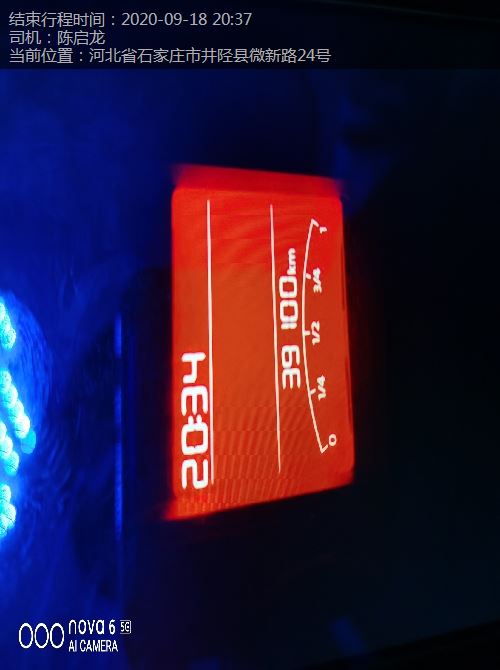 结束行程时间：2020-09-18 20:37
司机：陈启龙
当前位置：河北省石家庄市井陉县微新路24号
20:34
39 100km
0 1/4 1/2 3/4 1
nova 6 5G
AI CAMERA